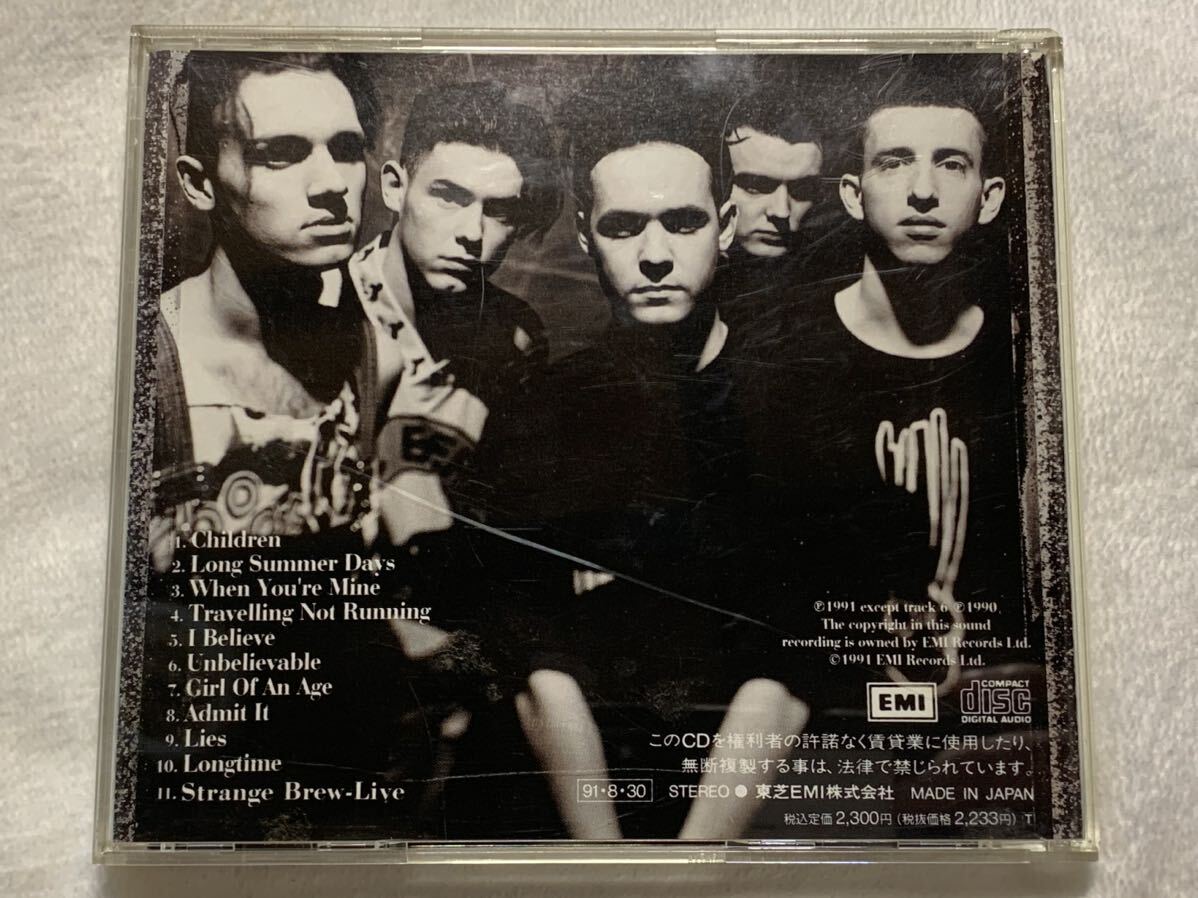 1. Children
2. Long Summer Days
3. When You're Mine
4. Travelling Not Running
5. I Believe
6. Unbelievable
7. Girl Of An Age
8. Admit It
9. Lies
10. Longtime
11. Strange Brew-Live
℗1991 except track 6 ℗1990.
The copyright in this sound
recording is owned by EMI Records Ltd.
©1991 EMI Records Ltd.
EMI
COMPACT
disc
DIGITAL AUDIO
このCDを権利者の許諾なく賃貸業に使用したり、
無断複製する事は、法律で禁じられています。
91・8・30 STEREO ● 東芝EMI株式会社 MADE IN JAPAN
税込定価2,300円(税抜価格2,233円) T